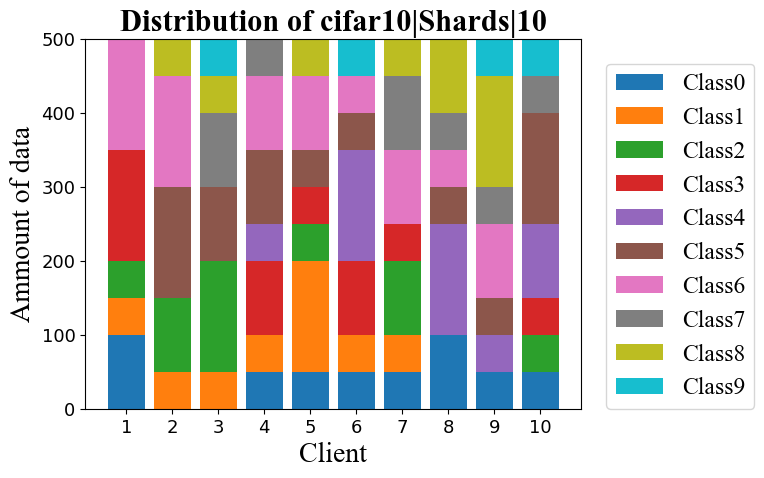 Distribution of cifar10|Shards|10
Ammount of data
500
400
300
200
100
0
1 2 3 4 5 6 7 8 9 10
Client
Class0
Class1
Class2
Class3
Class4
Class5
Class6
Class7
Class8
Class9